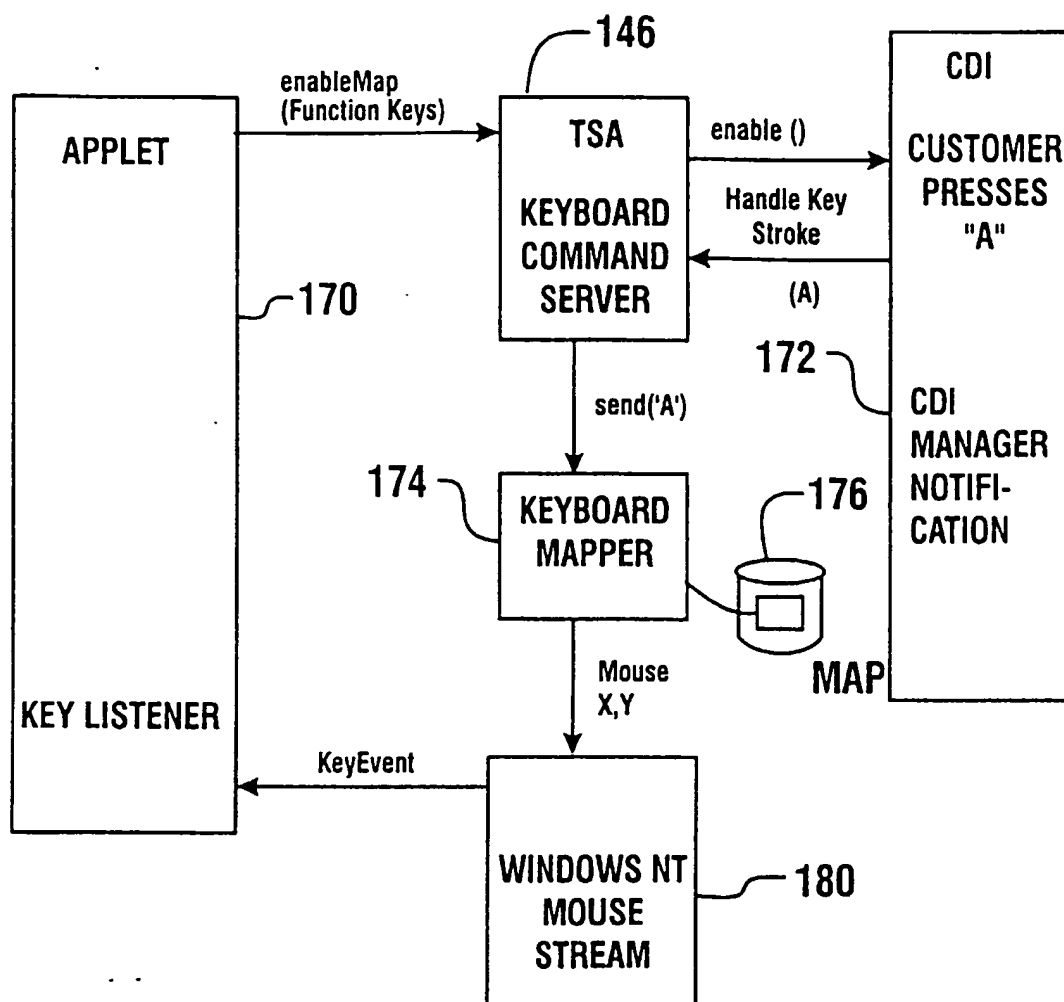 146
CDI
enableMap
(Function Keys)
APPLET
TSA
enable ()
CUSTOMER
PRESSES
"A"
KEYBOARD
COMMAND
SERVER
Handle Key
Stroke
(A)
170
172
send('A')
CDI
MANAGER
NOTIFI-
CATION
174
KEYBOARD
MAPPER
176
MAP
Mouse
X,Y
KEY LISTENER
KeyEvent
WINDOWS NT
MOUSE
STREAM
180